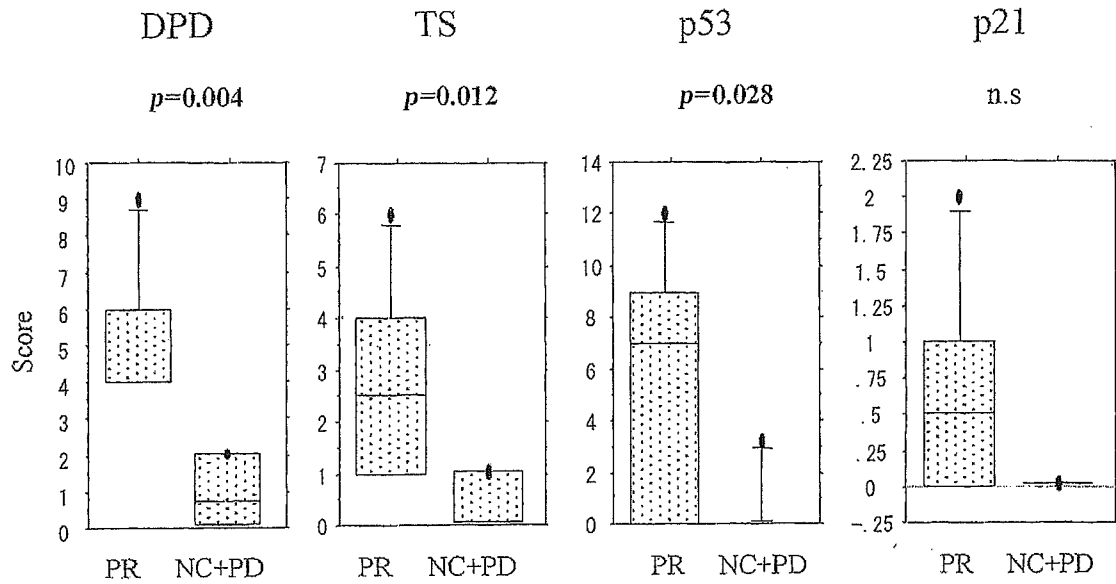 DPD TS p53 p21
p=0.004 p=0.012 p=0.028 n.s
10 9 8 7 6 5 4 3 2 1 0
7 6 5 4 3 2 1 0
14 12 10 8 6 4 2 0
2.25 2 1.75 1.5 1.25 1 .75 .5 .25 0 -.25
Score
PR NC+PD PR NC+PD PR NC+PD PR NC+PD